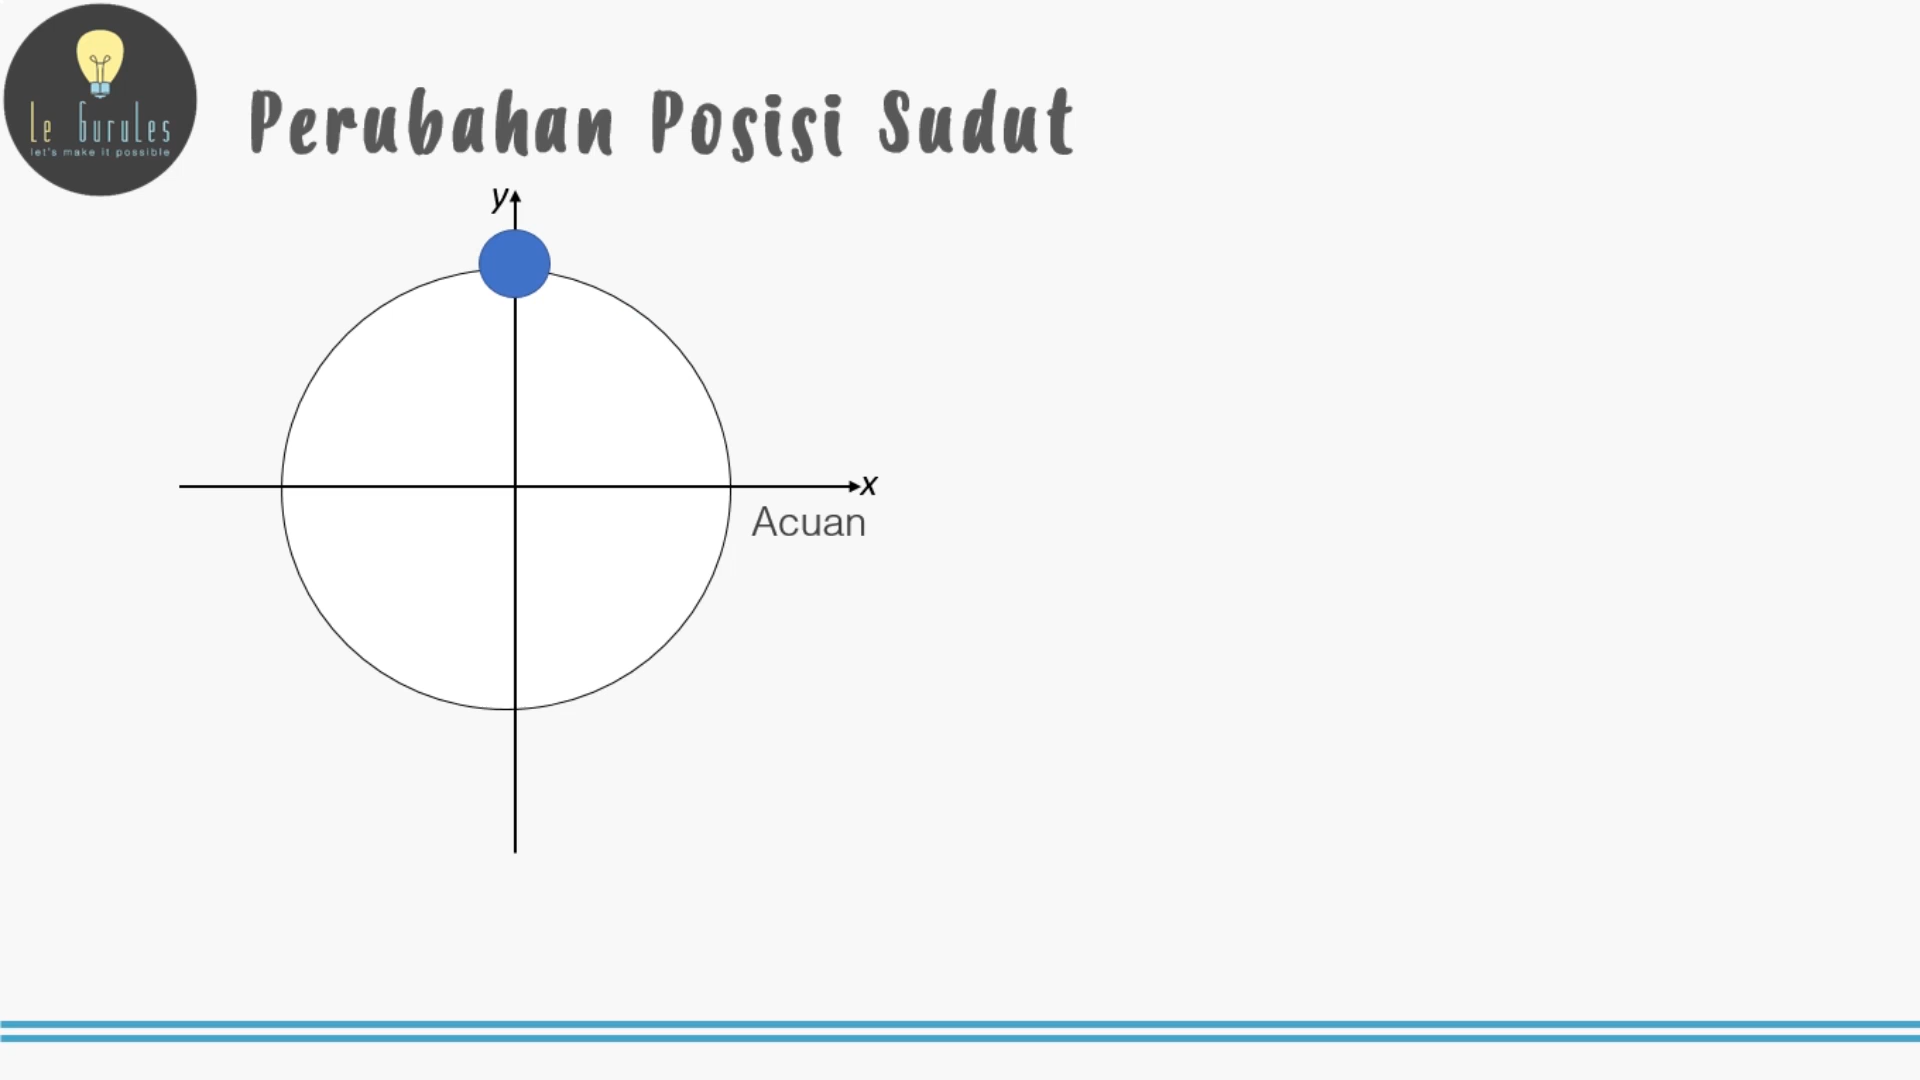 Le Gurules
let's make it possible
Perubahan Posisi Sudut
y
x
Acuan